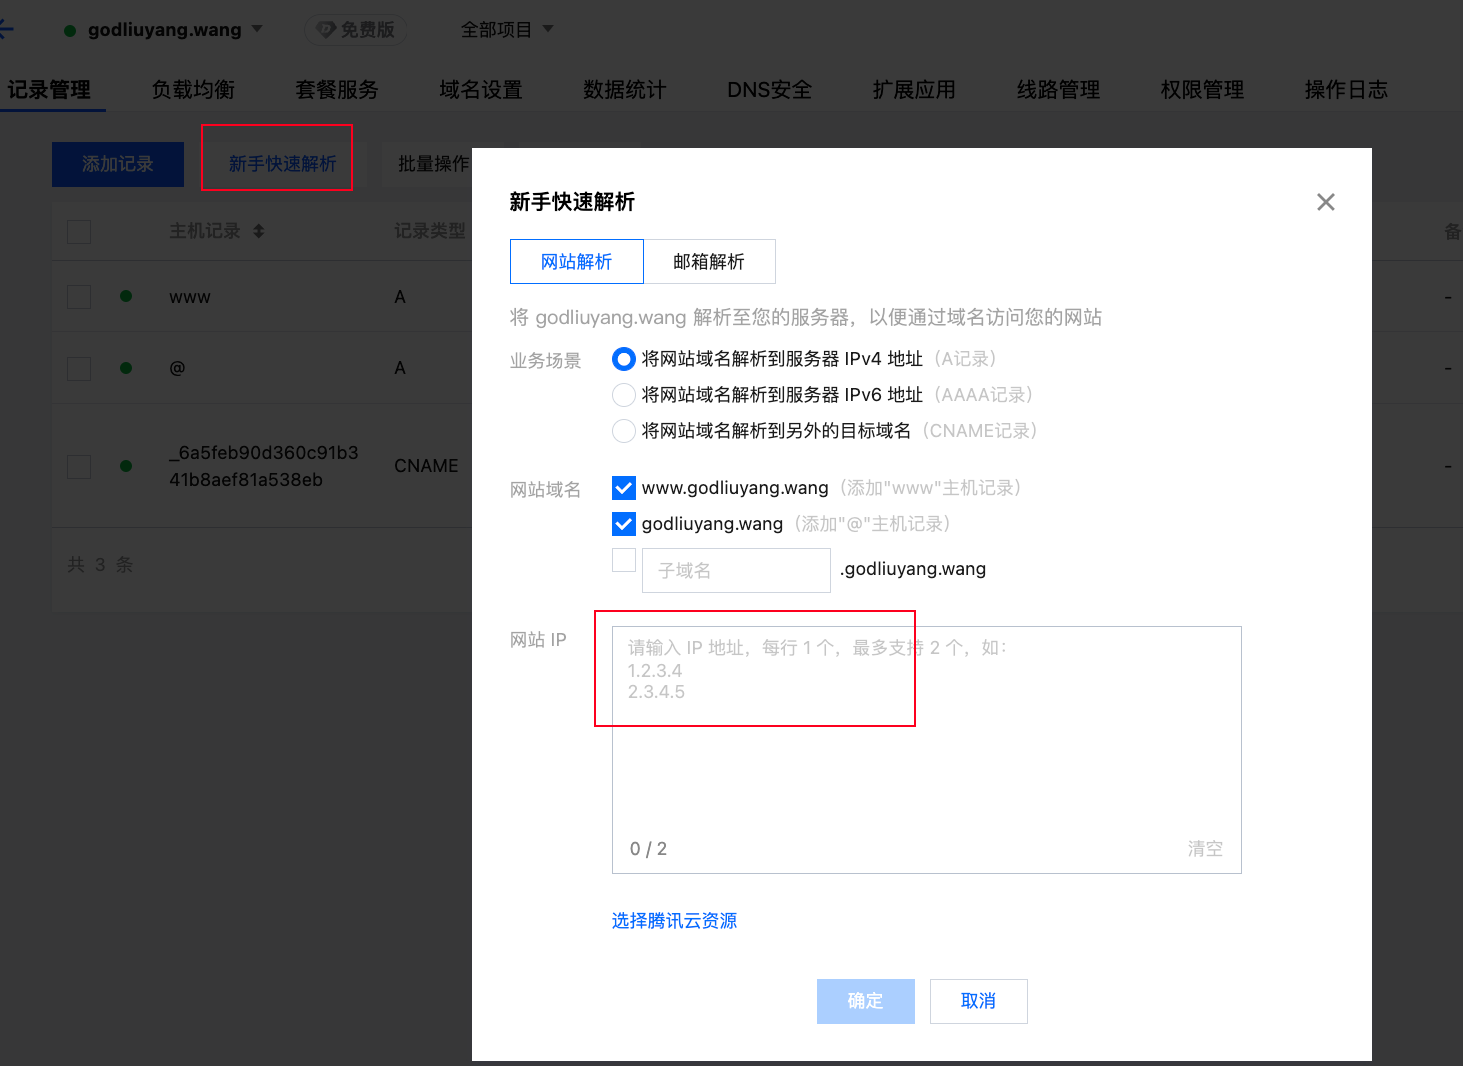 godliuyang.wang
免费版
全部项目
记录管理 负载均衡 套餐服务 域名设置 数据统计 DNS安全 扩展应用 线路管理 权限管理 操作日志
添加记录 新手快速解析 批量操作
主机记录 记录类型 备
www A -
@ A -
_6a5feb90d360c91b3
41b8aef81a538eb CNAME -
共 3 条
新手快速解析
网站解析 邮箱解析
将 godliuyang.wang 解析至您的服务器，以便通过域名访问您的网站
业务场景 将网站域名解析到服务器 IPv4 地址（A记录）
将网站域名解析到服务器 IPv6 地址（AAAA记录）
将网站域名解析到另外的目标域名（CNAME记录）
网站域名 www.godliuyang.wang（添加"www"主机记录）
godliuyang.wang（添加"@"主机记录）
子域名 .godliuyang.wang
网站 IP 请输入 IP 地址，每行 1 个，最多支持 2 个，如：
1.2.3.4
2.3.4.5
0 / 2 清空
选择腾讯云资源
确定 取消